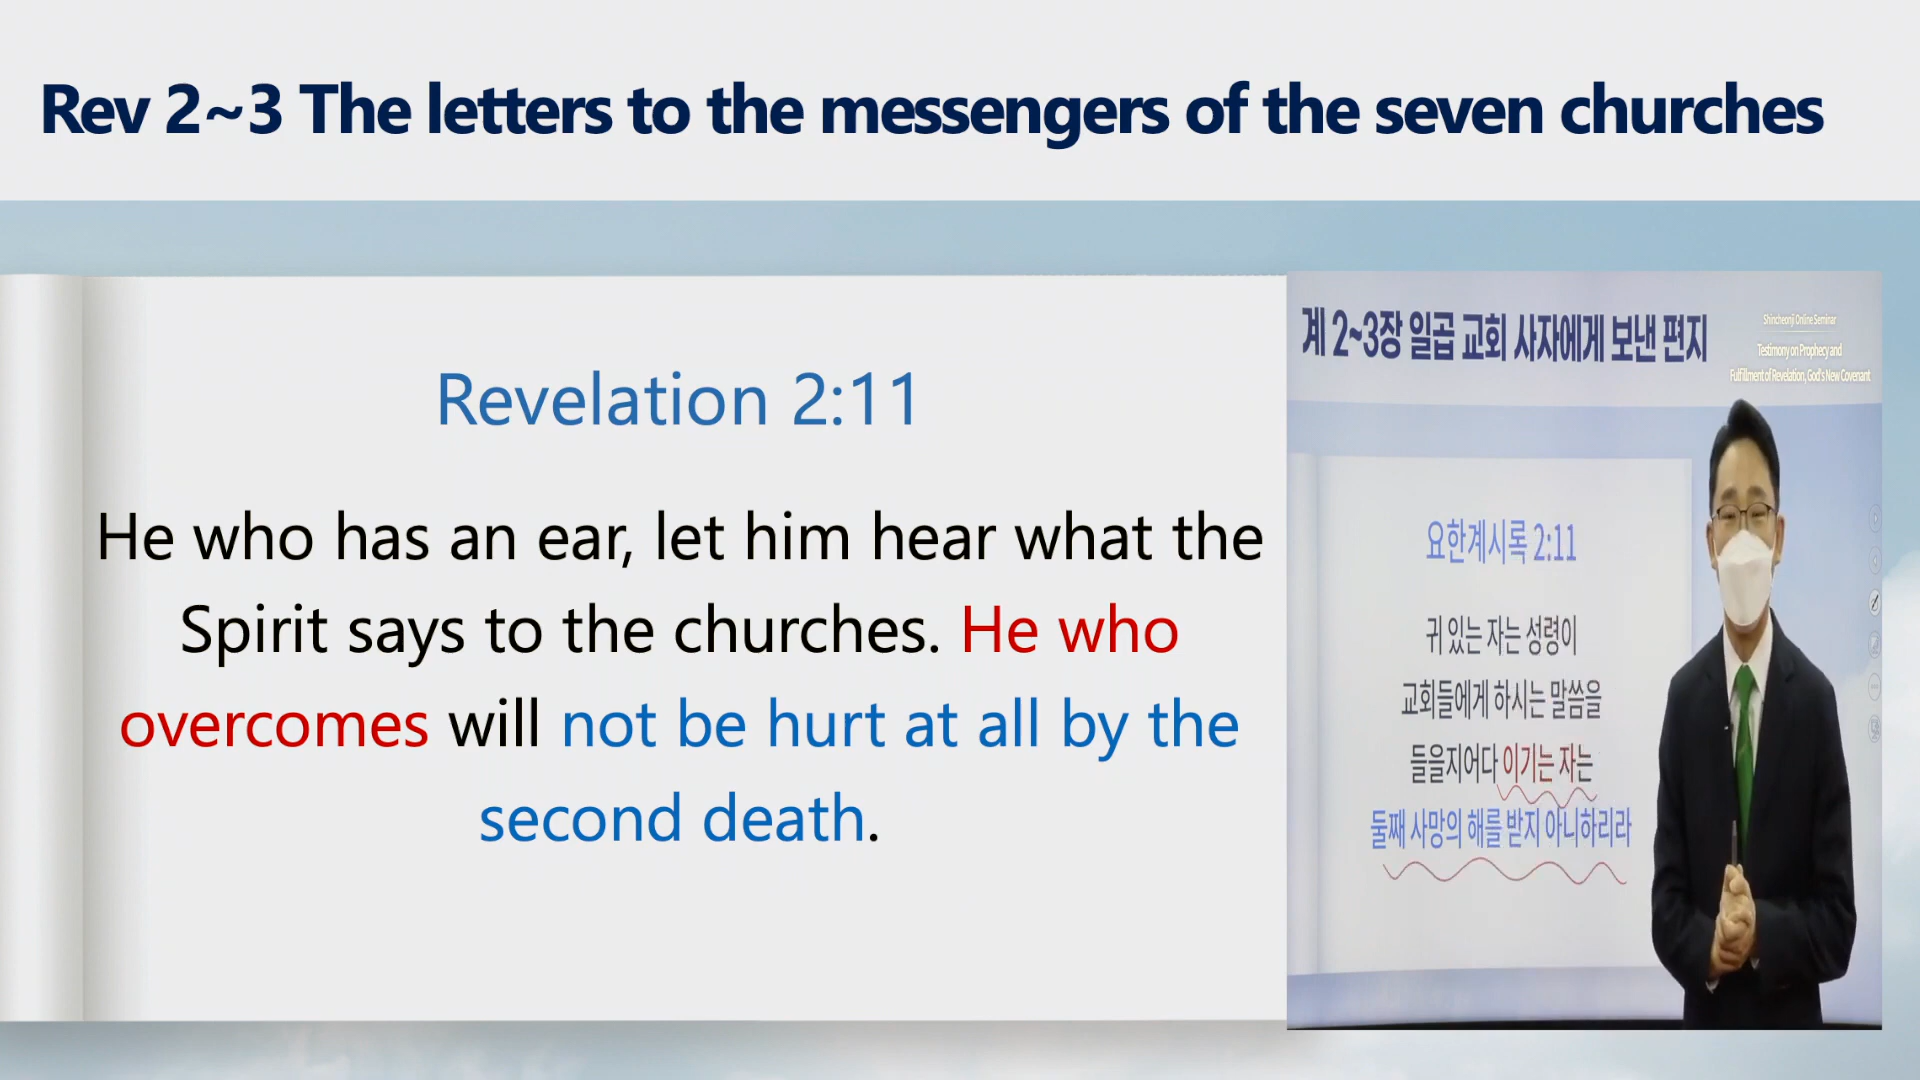 Rev 2~3 The letters to the messengers of the seven churches
Revelation 2:11
He who has an ear, let him hear what the
Spirit says to the churches. He who
overcomes will not be hurt at all by the
second death.
계 2~3장 일곱 교회 사자에게 보낸 편지
Shincheonji Online Seminar
Testimony on Prophecy and
Fulfillment of Revelation, God's New Covenant
요한계시록 2:11
귀 있는 자는 성령이
교회들에게 하시는 말씀을
들을지어다 이기는 자는
둘째 사망의 해를 받지 아니하리라